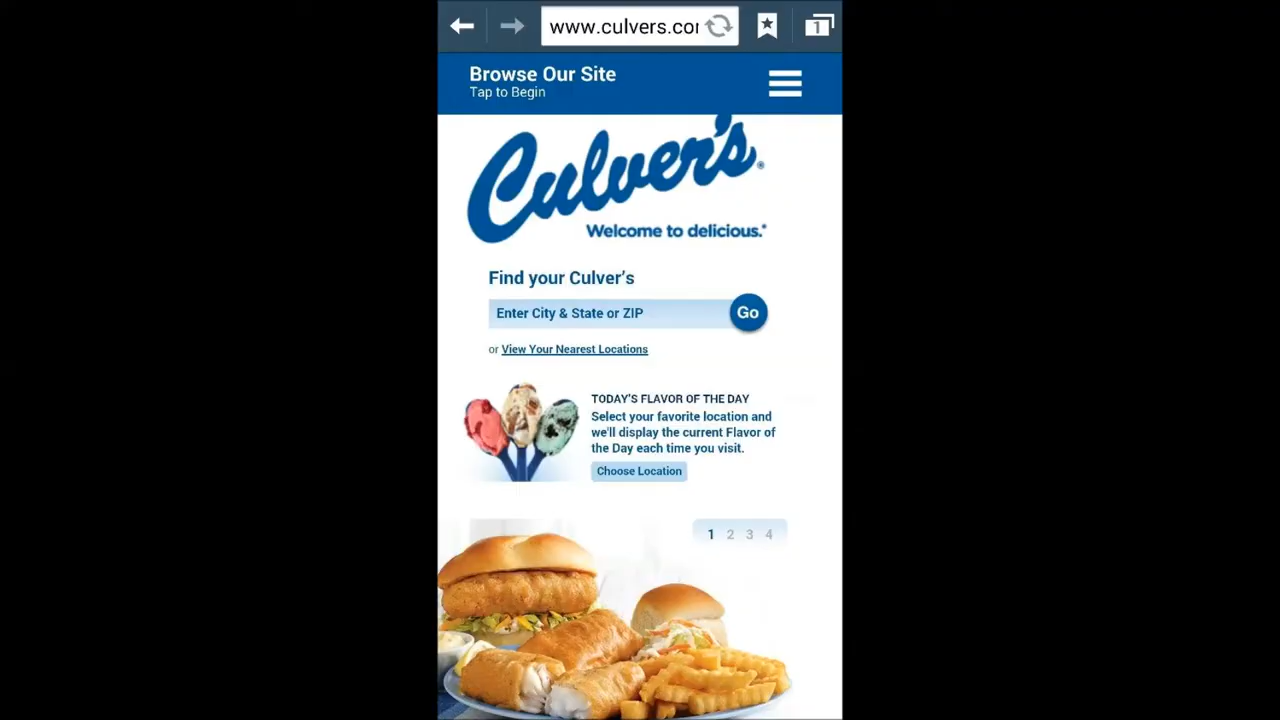 www.culvers.co
1
Browse Our Site
Tap to Begin
Culver's®
Welcome to delicious.®
Find your Culver's
Enter City & State or ZIP
Go
or View Your Nearest Locations
TODAY'S FLAVOR OF THE DAY
Select your favorite location and
we'll display the current Flavor of
the Day each time you visit.
Choose Location
1 2 3 4